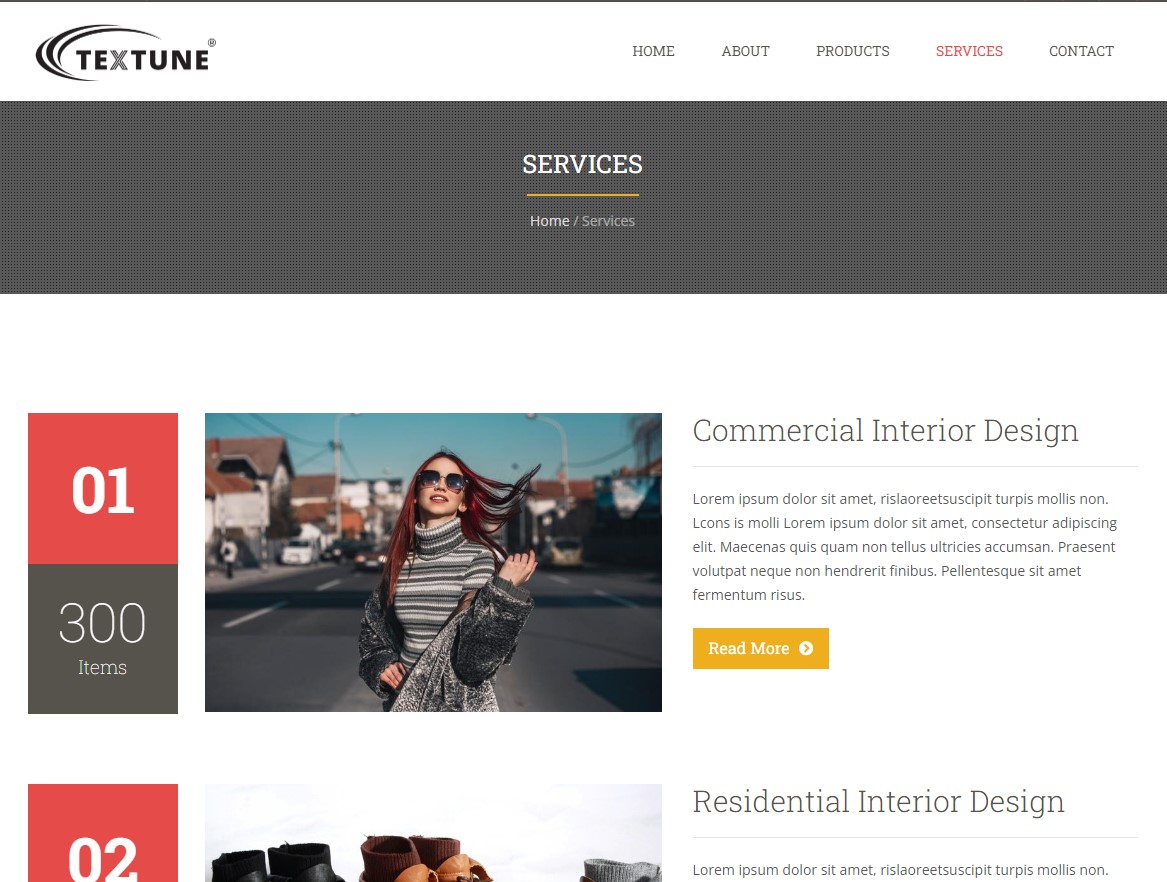 TEXTUNE®
HOME ABOUT PRODUCTS SERVICES CONTACT
SERVICES
Home / Services
01
300
Items
Commercial Interior Design
Lorem ipsum dolor sit amet, rislaoreetsuscipit turpis mollis non.
Lcons is molli Lorem ipsum dolor sit amet, consectetur adipiscing
elit. Maecenas quis quam non tellus ultricies accumsan. Praesent
volutpat neque non hendrerit finibus. Pellentesque sit amet
fermentum risus.
Read More
02
Residential Interior Design
Lorem ipsum dolor sit amet, rislaoreetsuscipit turpis mollis non.